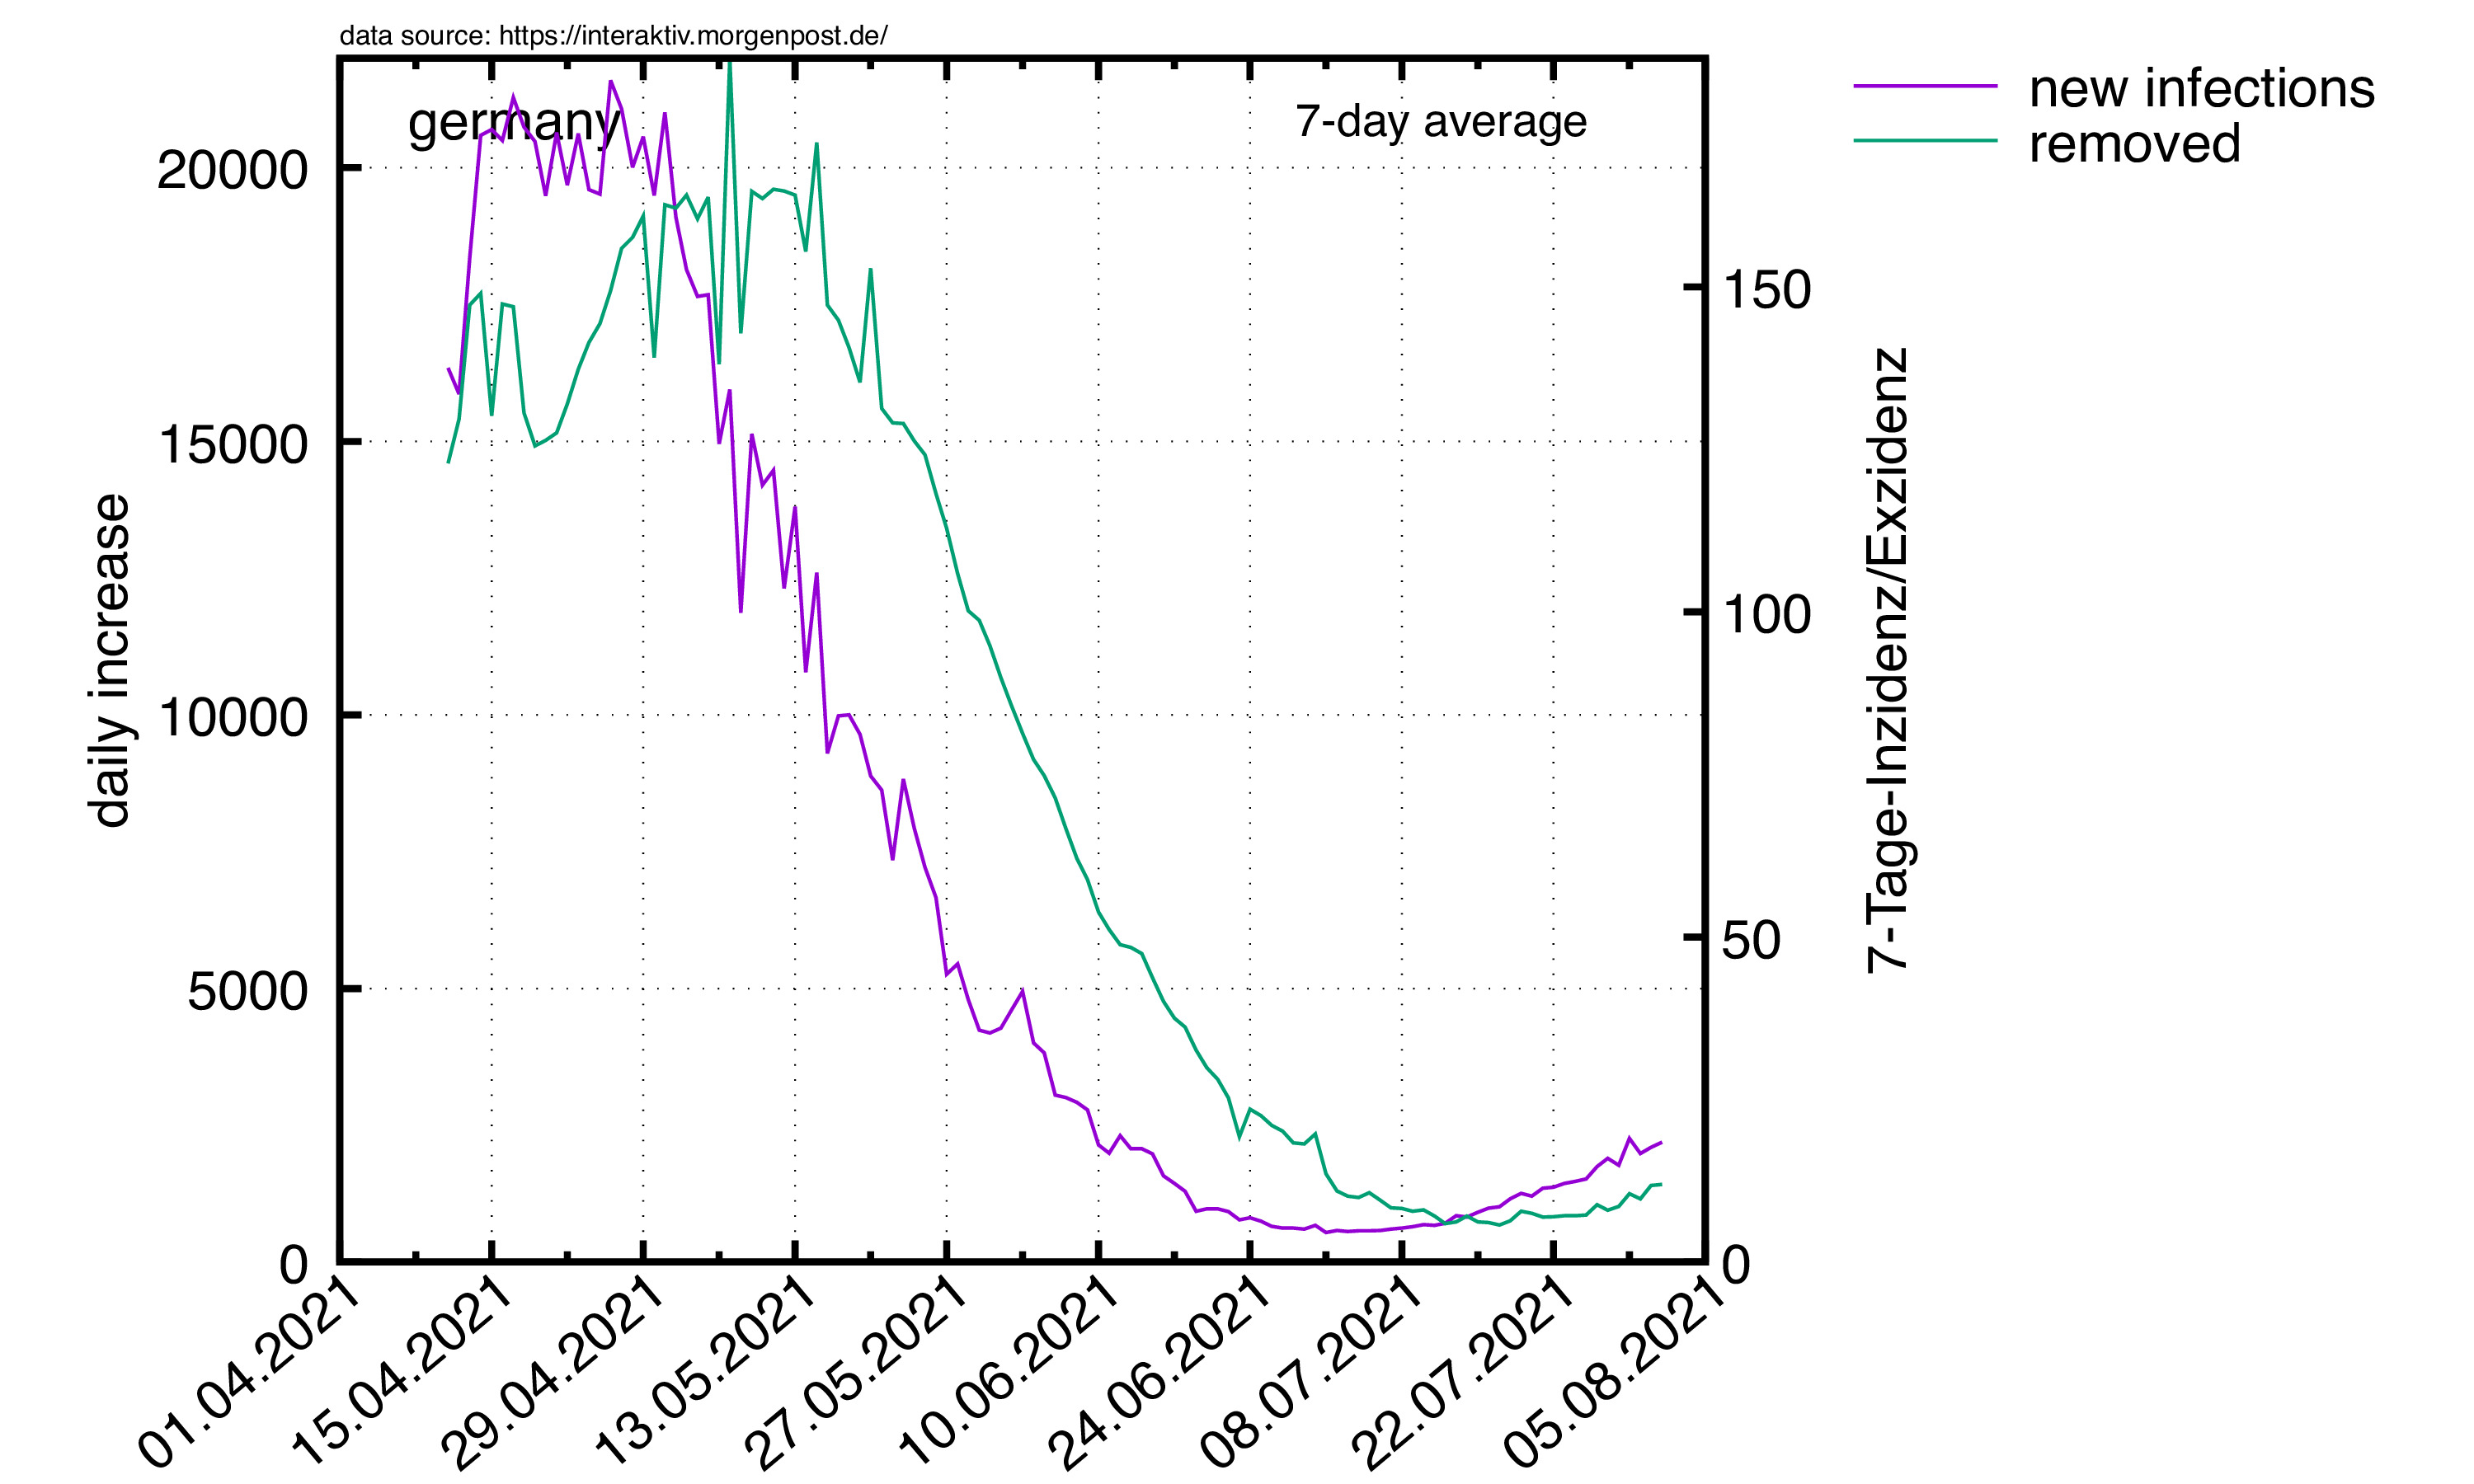 data source: https://interaktiv.morgenpost.de/
germany
7-day average
new infections
removed
20000
15000
10000
5000
0
daily increase
150
100
50
0
7-Tage-Inzidenz/Exzidenz
01.04.2021
15.04.2021
29.04.2021
13.05.2021
27.05.2021
10.06.2021
24.06.2021
08.07.2021
22.07.2021
05.08.2021